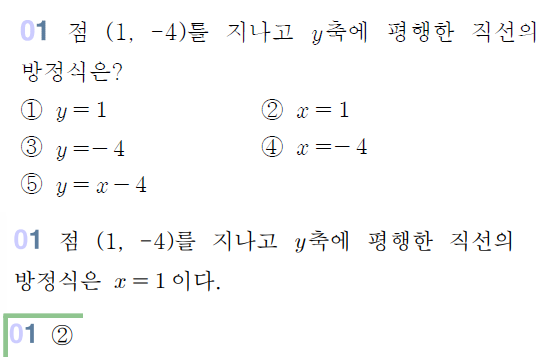 01 점 (1, -4)를 지나고 y축에 평행한 직선의
방정식은?
① y=1 ② x=1
③ y=-4 ④ x=-4
⑤ y=x-4
01 점 (1, -4)를 지나고 y축에 평행한 직선의
방정식은 x=1이다.
01 ②